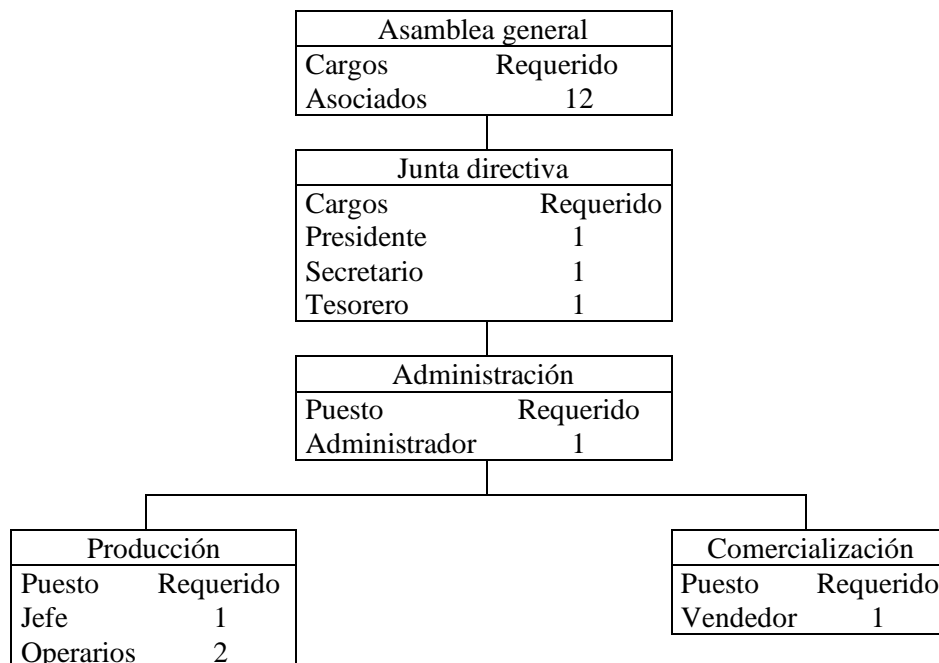 Asamblea general
Cargos Requerido
Asociados 12
Junta directiva
Cargos Requerido
Presidente 1
Secretario 1
Tesorero 1
Administración
Puesto Requerido
Administrador 1
Producción
Puesto Requerido
Jefe 1
Operarios 2
Comercialización
Puesto Requerido
Vendedor 1